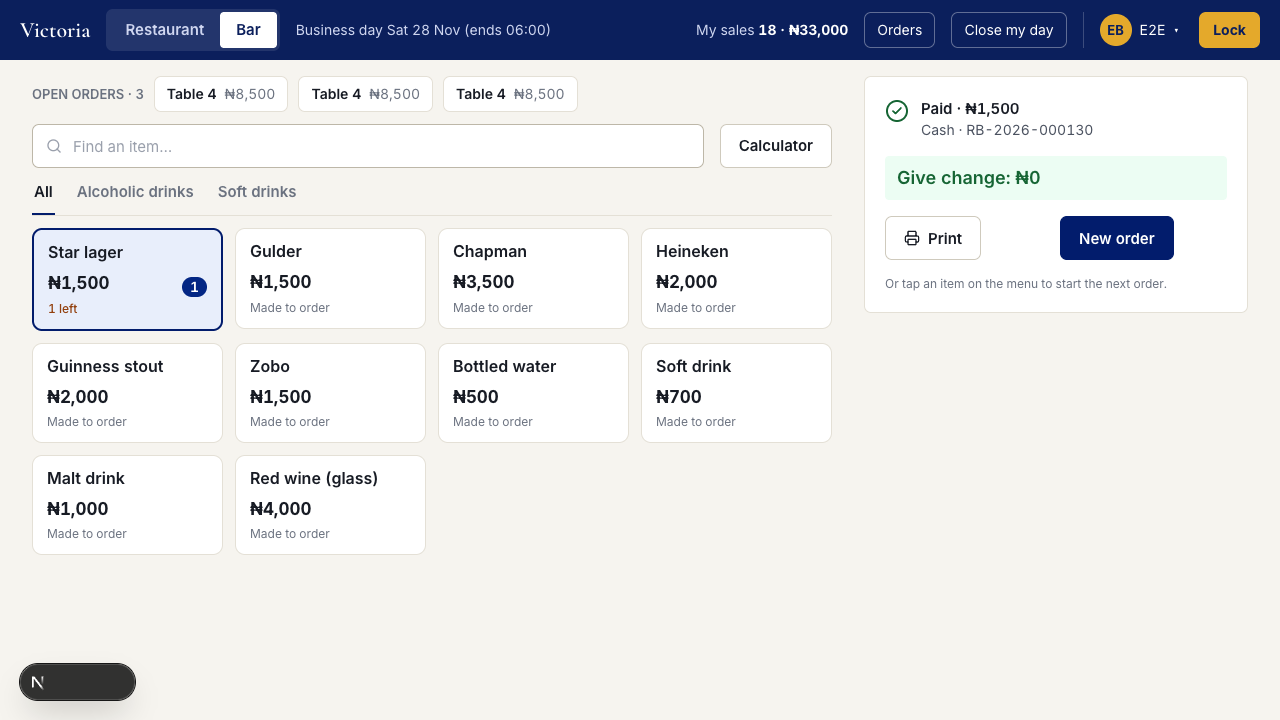 Victoria
Restaurant
Bar
Business day Sat 28 Nov (ends 06:00)
My sales 18 · ₦33,000
Orders
Close my day
EB
E2E
Lock
OPEN ORDERS · 3
Table 4 ₦8,500
Table 4 ₦8,500
Table 4 ₦8,500
Find an item...
Calculator
All
Alcoholic drinks
Soft drinks
Star lager
₦1,500
1
1 left
Gulder
₦1,500
Made to order
Chapman
₦3,500
Made to order
Heineken
₦2,000
Made to order
Guinness stout
₦2,000
Made to order
Zobo
₦1,500
Made to order
Bottled water
₦500
Made to order
Soft drink
₦700
Made to order
Malt drink
₦1,000
Made to order
Red wine (glass)
₦4,000
Made to order
Paid · ₦1,500
Cash · RB-2026-000130
Give change: ₦0
Print
New order
Or tap an item on the menu to start the next order.
N